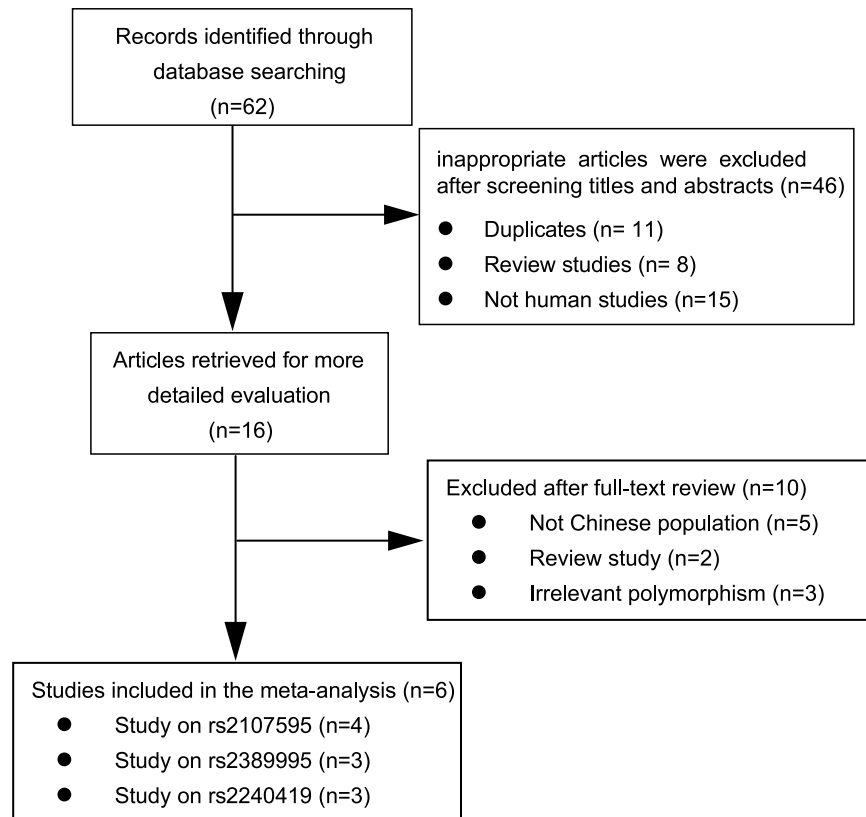 Records identified through
database searching
(n=62)
inappropriate articles were excluded
after screening titles and abstracts (n=46)
● Duplicates (n= 11)
● Review studies (n= 8)
● Not human studies (n=15)
Articles retrieved for more
detailed evaluation
(n=16)
Excluded after full-text review (n=10)
● Not Chinese population (n=5)
● Review study (n=2)
● Irrelevant polymorphism (n=3)
Studies included in the meta-analysis (n=6)
● Study on rs2107595 (n=4)
● Study on rs2389995 (n=3)
● Study on rs2240419 (n=3)